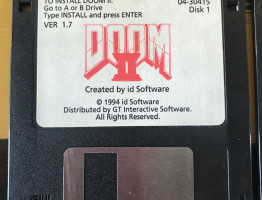 TO INSTALL DOOM II:
Go to A or B Drive
Type INSTALL and press ENTER
VER 1.7
04-30415
Disk 1
DOOM
II
Created by id Software
© 1994 id Software
Distributed by GT Interactive Software.
All Rights Reserved.